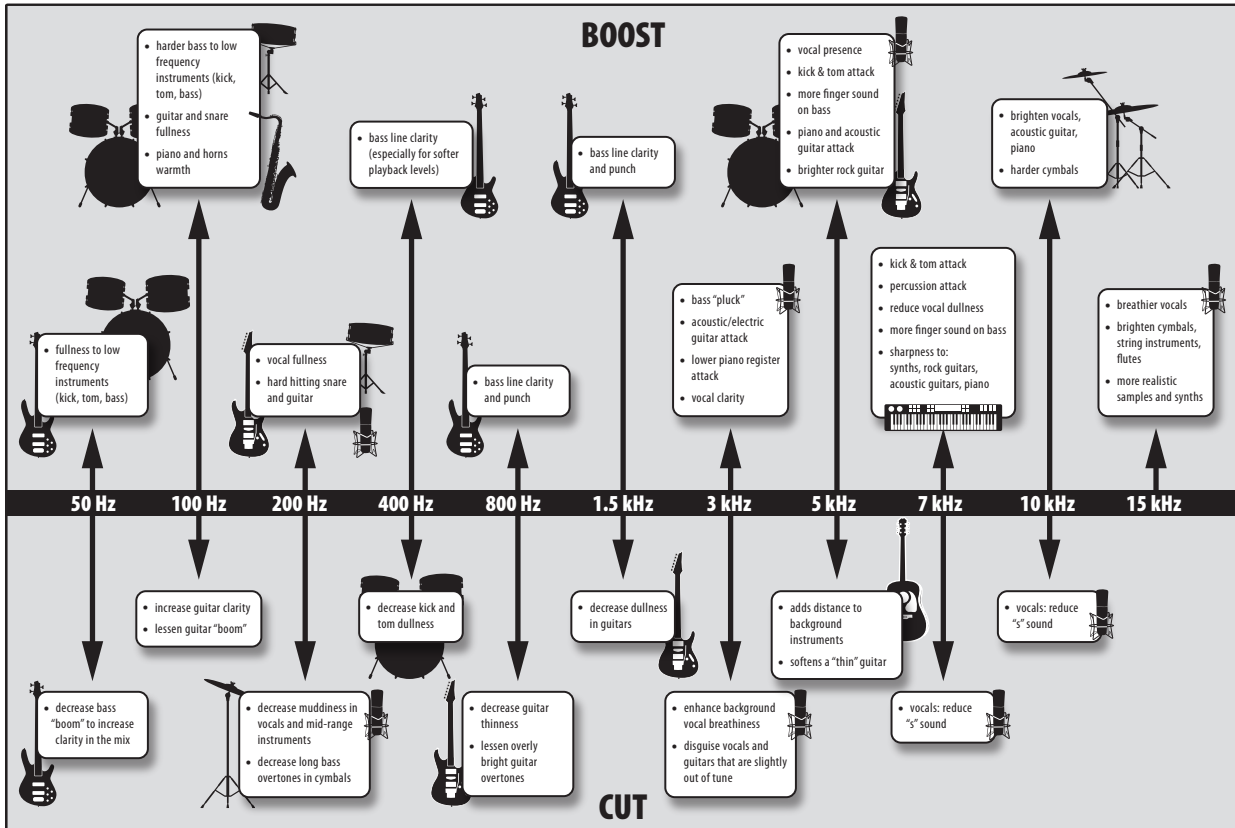 BOOST
• harder bass to low
frequency
instruments (kick,
tom, bass)
• guitar and snare
fullness
• piano and horns
warmth
• bass line clarity
(especially for softer
playback levels)
• bass line clarity
and punch
• vocal presence
• kick & tom attack
• more finger sound
on bass
• piano and acoustic
guitar attack
• brighter rock guitar
• brighten vocals,
acoustic guitar,
piano
• harder cymbals
• fullness to low
frequency
instruments
(kick, tom, bass)
• vocal fullness
• hard hitting snare
and guitar
• bass line clarity
and punch
• bass “pluck”
• acoustic/electric
guitar attack
• lower piano register
attack
• vocal clarity
• kick & tom attack
• percussion attack
• reduce vocal dullness
• more finger sound on bass
• sharpness to:
synths, rock guitars,
acoustic guitars, piano
• breathier vocals
• brighten cymbals,
string instruments,
flutes
• more realistic
samples and synths
50 Hz 100 Hz 200 Hz 400 Hz 800 Hz 1.5 kHz 3 kHz 5 kHz 7 kHz 10 kHz 15 kHz
• increase guitar clarity
• lessen guitar “boom”
• decrease kick and
tom dullness
• decrease dullness
in guitars
• adds distance to
background
instruments
• softens a “thin” guitar
• vocals: reduce
“s” sound
• decrease bass
“boom” to increase
clarity in the mix
• decrease muddiness in
vocals and mid-range
instruments
• decrease long bass
overtones in cymbals
• decrease guitar
thinness
• lessen overly
bright guitar
overtones
• enhance background
vocal breathiness
• disguise vocals and
guitars that are slightly
out of tune
• vocals: reduce
“s” sound
CUT